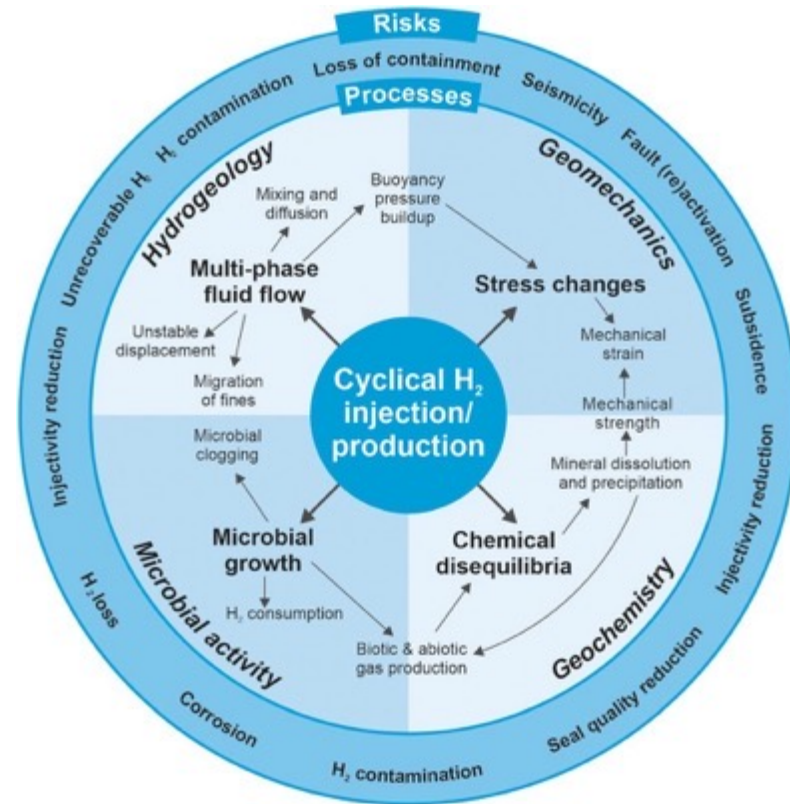 Risks
Loss of containment
Seismicity
Fault (re)activation
Subsidence
Injectivity reduction
Seal quality reduction
H₂ contamination
Corrosion
H₂ loss
Injectivity reduction
Unrecoverable H₂
H₂ contamination
Processes
Hydrogeology
Mixing and
diffusion
Buoyancy
pressure
buildup
Multi-phase
fluid flow
Unstable
displacement
Migration
of fines
Geomechanics
Stress changes
Mechanical
strain
Mechanical
strength
Cyclical H₂
injection/
production
Microbial
clogging
Microbial
growth
H₂ consumption
Microbial activity
Mineral dissolution
and precipitation
Chemical
disequilibria
Biotic & abiotic
gas production
Geochemistry